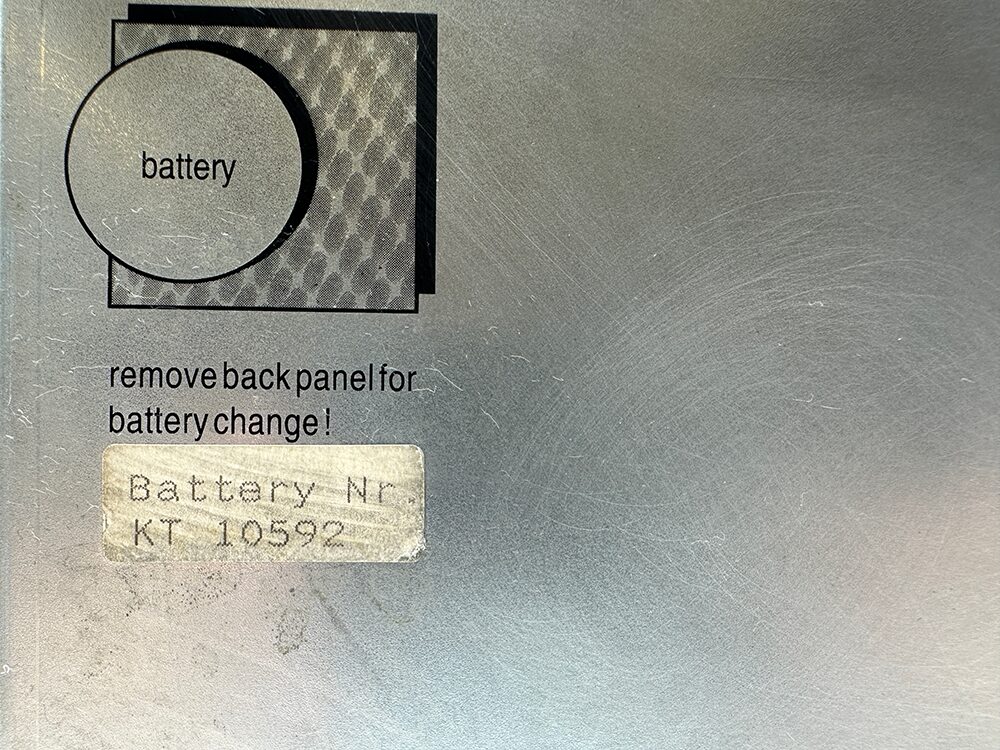 battery
remove back panel for
battery change!
Battery Nr.
KT 10592